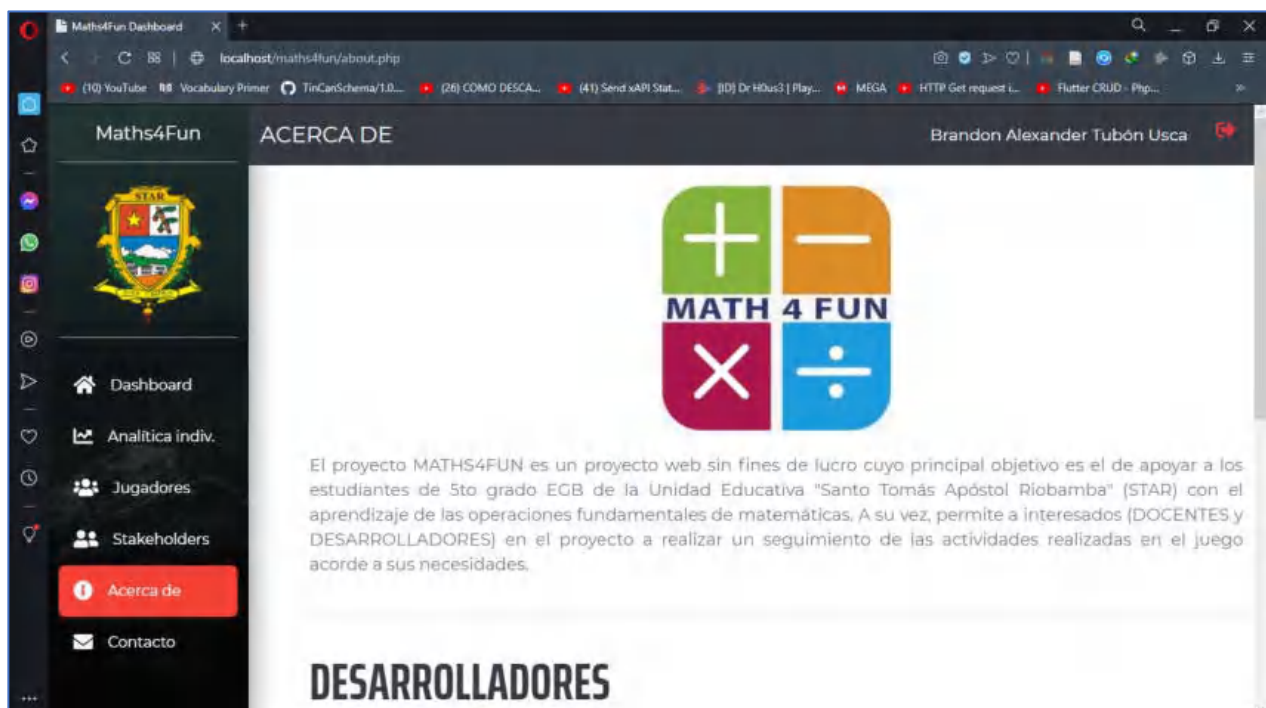 Maths4Fun Dashboard
localhost/maths4fun/about.php
(10) YouTube
Vocabulary Primer
TinCanSchema/1.0....
(26) COMO DESCA...
(41) Send xAPI Stat...
[ID] Dr H0us3 | Play...
MEGA
HTTP Get request i...
Flutter CRUD - Php...
Maths4Fun
ACERCA DE
Brandon Alexander Tubón Usca
STAR
MATH 4 FUN
Dashboard
Analítica indiv.
Jugadores
Stakeholders
Acerca de
Contacto
El proyecto MATHS4FUN es un proyecto web sin fines de lucro cuyo principal objetivo es el de apoyar a los
estudiantes de 5to grado EGB de la Unidad Educativa "Santo Tomás Apóstol Riobamba" (STAR) con el
aprendizaje de las operaciones fundamentales de matemáticas. A su vez, permite a interesados (DOCENTES y
DESARROLLADORES) en el proyecto a realizar un seguimiento de las actividades realizadas en el juego
acorde a sus necesidades.
DESARROLLADORES